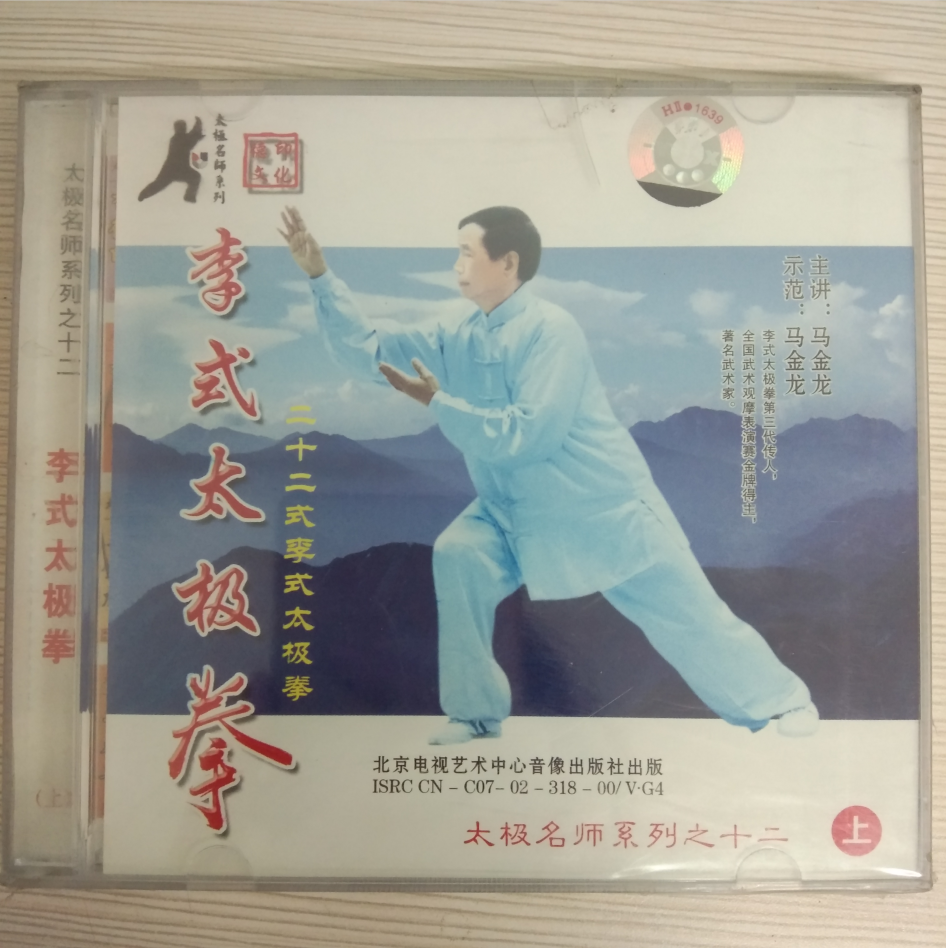 太极名师系列之十二
李式太极拳
（上）
太极名师系列
文化
HⅡ●1639
李式太极拳
二十二式李式太极拳
主讲：马金龙
示范：马金龙
李式太极拳第三代传人，
全国武术观摩表演赛金牌得主，
著名武术家。
北京电视艺术中心音像出版社出版
ISRC CN – C07– 02 – 318 – 00/ V·G4
太极名师系列之十二
上